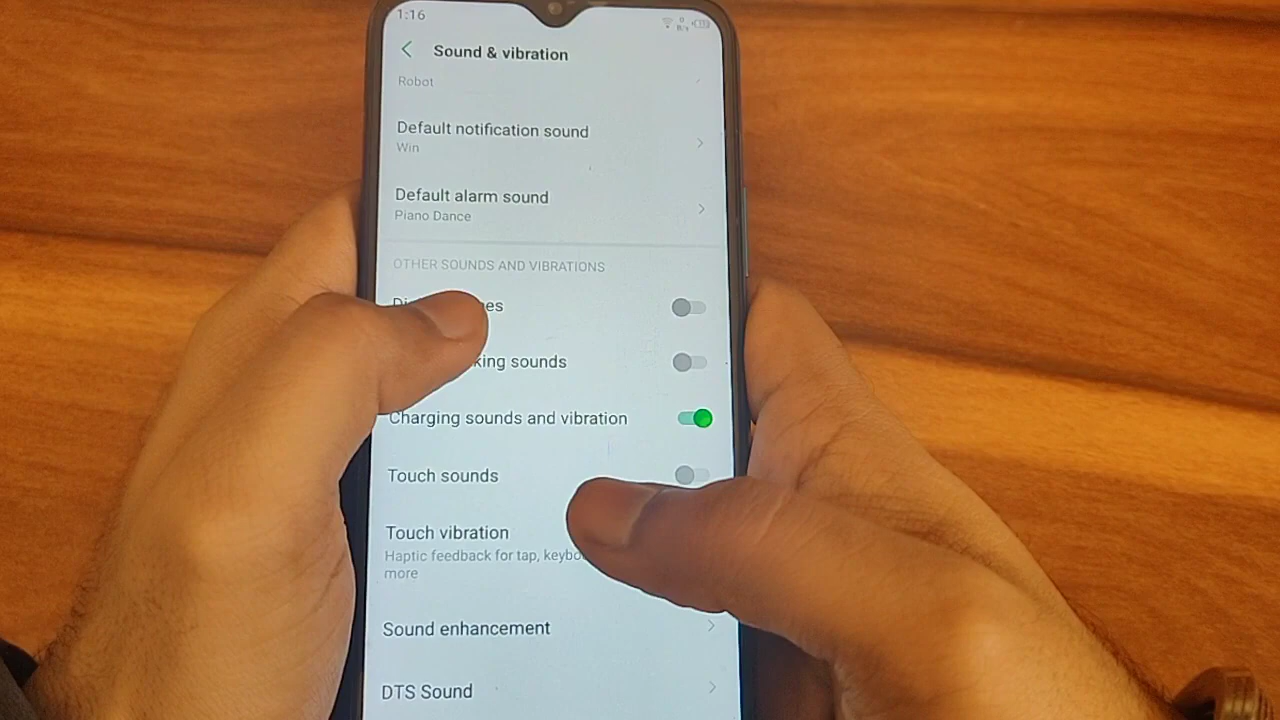 1:16
Sound & vibration
Robot
Default notification sound
Win
Default alarm sound
Piano Dance
OTHER SOUNDS AND VIBRATIONS
king sounds
Charging sounds and vibration
Touch sounds
Touch vibration
Haptic feedback for tap, keybo
more
Sound enhancement
DTS Sound